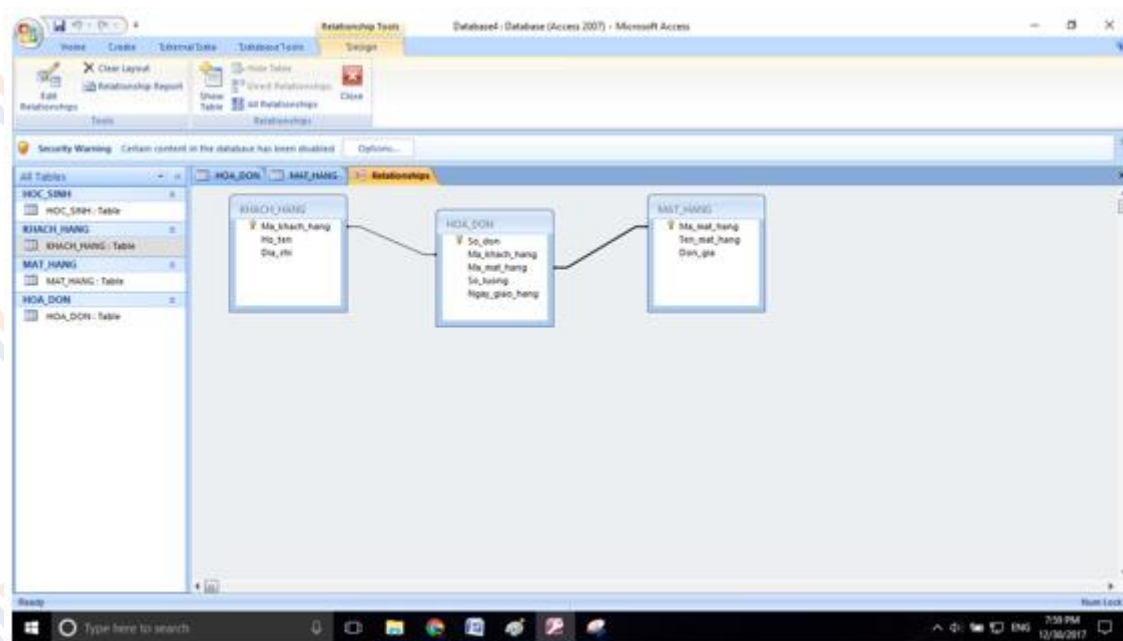 Relationship Tools
Database4 : Database (Access 2007) - Microsoft Access
Home Create External Data Database Tools Design
Edit Relationships
Clear Layout
Relationship Report
Tools
Show Table
Hide Table
Direct Relationships
All Relationships
Close
Relationships
Security Warning Certain content in the database has been disabled Options...
All Tables
HOC_SINH
HOC_SINH : Table
KHACH_HANG
KHACH_HANG : Table
MAT_HANG
MAT_HANG : Table
HOA_DON
HOA_DON : Table
HOA_DON MAT_HANG Relationships
KHACH_HANG
Ma_khach_hang
Ho_ten
Dia_chi
HOA_DON
So_don
Ma_khach_hang
Ma_mat_hang
So_luong
Ngay_giao_hang
MAT_HANG
Ma_mat_hang
Ten_mat_hang
Don_gia
Ready
Num Lock
Type here to search
ENG
7:59 PM
12/30/2017